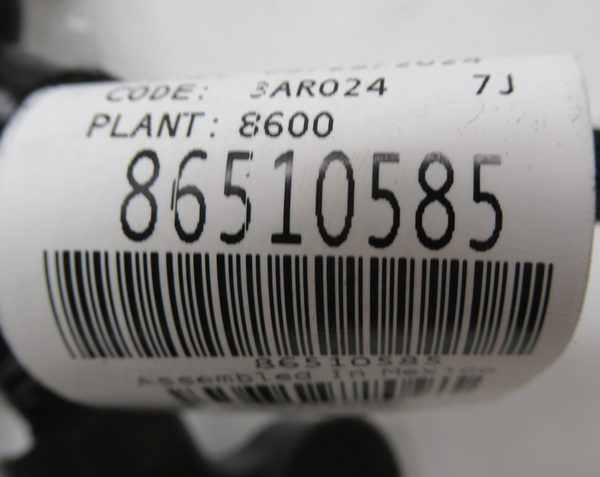 CODE: 3AR024 7J
PLANT: 8600
86510585
86510585
Assembled in Mexico